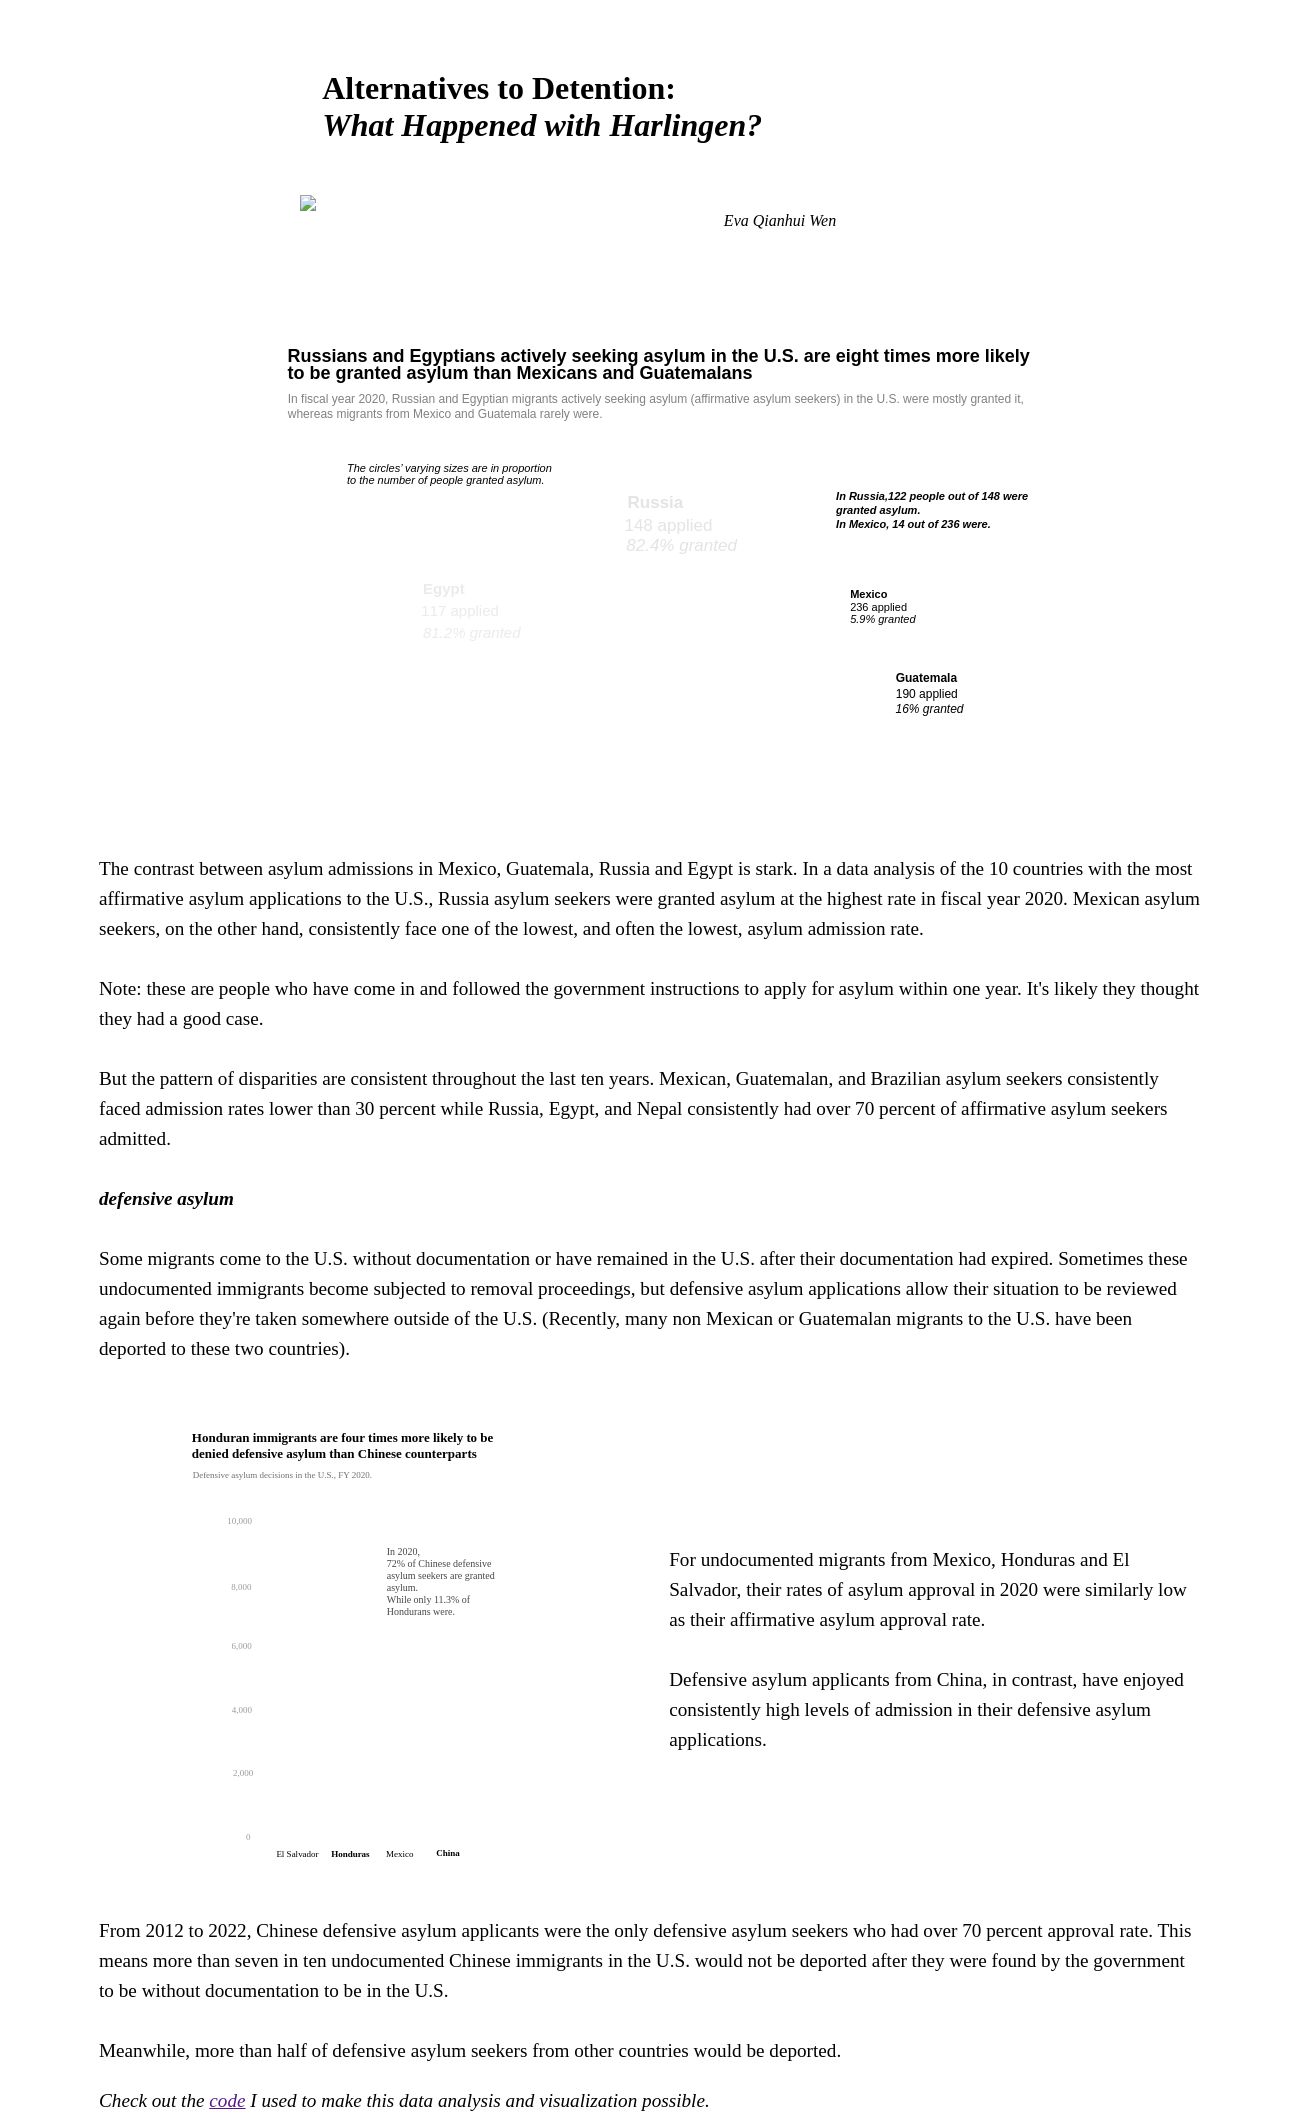 Alternatives to Detention:
What Happened with Harlingen?
Eva Qianhui Wen
Russians and Egyptians actively seeking asylum in the U.S. are eight times more likely
to be granted asylum than Mexicans and Guatemalans
In fiscal year 2020, Russian and Egyptian migrants actively seeking asylum (affirmative asylum seekers) in the U.S. were mostly granted it,
whereas migrants from Mexico and Guatemala rarely were.
The circles' varying sizes are in proportion
to the number of people granted asylum.
Russia
148 applied
82.4% granted
In Russia,122 people out of 148 were
granted asylum.
In Mexico, 14 out of 236 were.
Egypt
117 applied
81.2% granted
Mexico
236 applied
5.9% granted
Guatemala
190 applied
16% granted
The contrast between asylum admissions in Mexico, Guatemala, Russia and Egypt is stark. In a data analysis of the 10 countries with the most
affirmative asylum applications to the U.S., Russia asylum seekers were granted asylum at the highest rate in fiscal year 2020. Mexican asylum
seekers, on the other hand, consistently face one of the lowest, and often the lowest, asylum admission rate.
Note: these are people who have come in and followed the government instructions to apply for asylum within one year. It's likely they thought
they had a good case.
But the pattern of disparities are consistent throughout the last ten years. Mexican, Guatemalan, and Brazilian asylum seekers consistently
faced admission rates lower than 30 percent while Russia, Egypt, and Nepal consistently had over 70 percent of affirmative asylum seekers
admitted.
defensive asylum
Some migrants come to the U.S. without documentation or have remained in the U.S. after their documentation had expired. Sometimes these
undocumented immigrants become subjected to removal proceedings, but defensive asylum applications allow their situation to be reviewed
again before they're taken somewhere outside of the U.S. (Recently, many non Mexican or Guatemalan migrants to the U.S. have been
deported to these two countries).
Honduran immigrants are four times more likely to be
denied defensive asylum than Chinese counterparts
Defensive asylum decisions in the U.S., FY 2020.
10,000
8,000
6,000
4,000
2,000
0
In 2020,
72% of Chinese defensive
asylum seekers are granted
asylum.
While only 11.3% of
Hondurans were.
El Salvador Honduras Mexico China
For undocumented migrants from Mexico, Honduras and El
Salvador, their rates of asylum approval in 2020 were similarly low
as their affirmative asylum approval rate.
Defensive asylum applicants from China, in contrast, have enjoyed
consistently high levels of admission in their defensive asylum
applications.
From 2012 to 2022, Chinese defensive asylum applicants were the only defensive asylum seekers who had over 70 percent approval rate. This
means more than seven in ten undocumented Chinese immigrants in the U.S. would not be deported after they were found by the government
to be without documentation to be in the U.S.
Meanwhile, more than half of defensive asylum seekers from other countries would be deported.
Check out the code I used to make this data analysis and visualization possible.